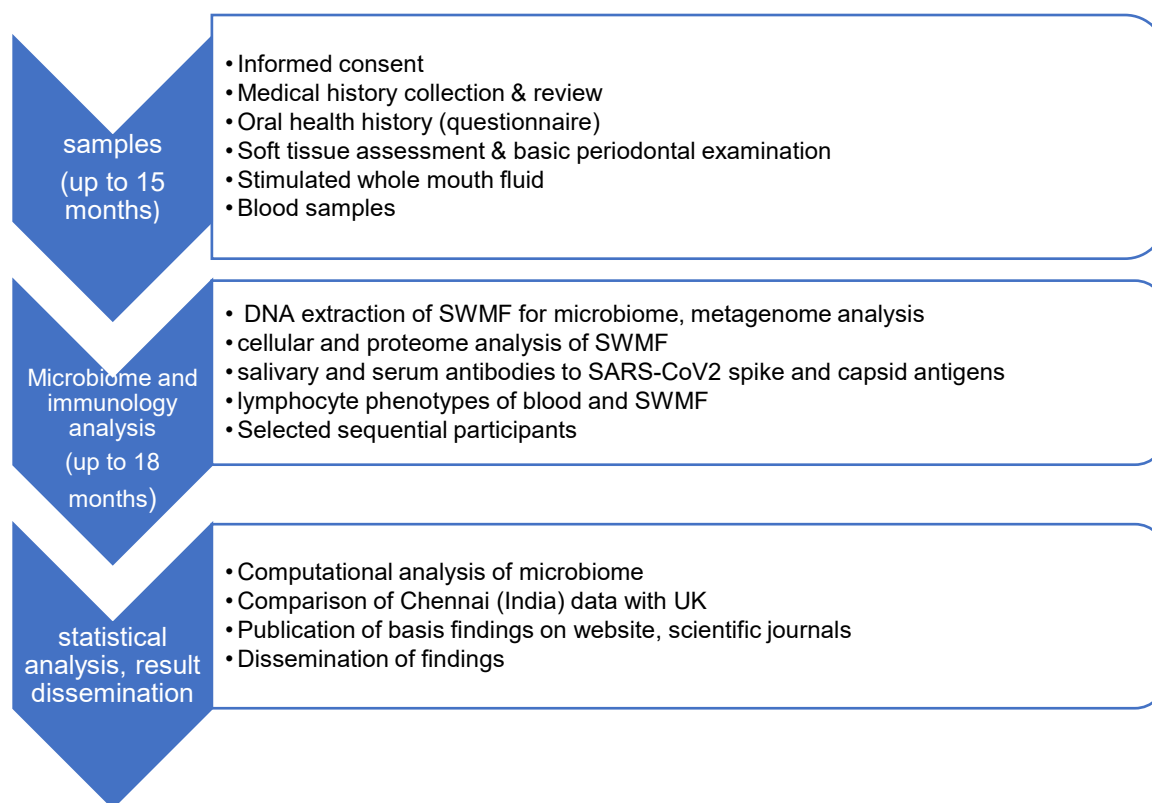 samples
(up to 15
months)
• Informed consent
• Medical history collection & review
• Oral health history (questionnaire)
• Soft tissue assessment & basic periodontal examination
• Stimulated whole mouth fluid
• Blood samples
Microbiome and
immunology
analysis
(up to 18
months)
• DNA extraction of SWMF for microbiome, metagenome analysis
• cellular and proteome analysis of SWMF
• salivary and serum antibodies to SARS-CoV2 spike and capsid antigens
• lymphocyte phenotypes of blood and SWMF
• Selected sequential participants
statistical
analysis, result
dissemination
• Computational analysis of microbiome
• Comparison of Chennai (India) data with UK
• Publication of basis findings on website, scientific journals
• Dissemination of findings